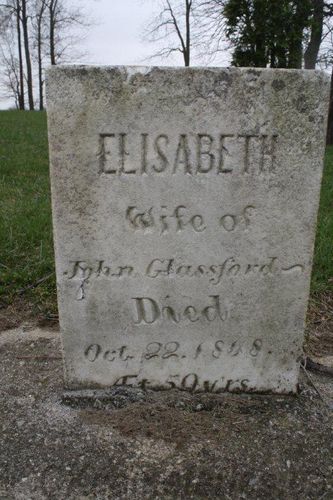 ELISABETH
Wife of
John Glassford
Died
Oct. 22. 1868.
Æt 50 yrs.